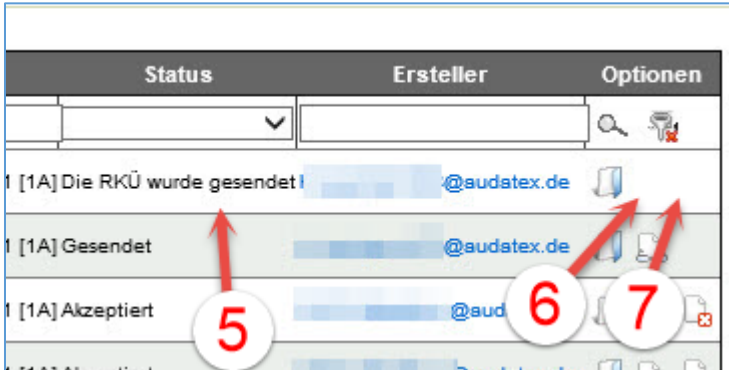 Status Ersteller Optionen
1 [1A] Die RKÜ wurde gesendet @audatex.de
1 [1A] Gesendet @audatex.de
1 [1A] Akzeptiert @aud
5 6 7